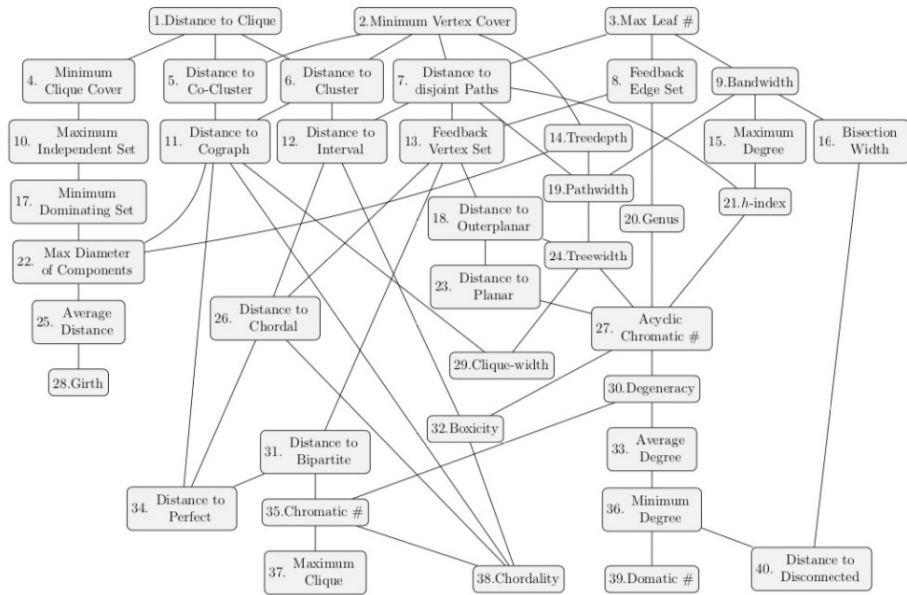 1.Distance to Clique
2.Minimum Vertex Cover
3.Max Leaf #
4. Minimum
Clique Cover
5. Distance to
Co-Cluster
6. Distance to
Cluster
7. Distance to
disjoint Paths
8. Feedback
Edge Set
9.Bandwidth
10. Maximum
Independent Set
11. Distance to
Cograph
12. Distance to
Interval
13. Feedback
Vertex Set
14.Treedepth
15. Maximum
Degree
16. Bisection
Width
17. Minimum
Dominating Set
18. Distance to
Outerplanar
19.Pathwidth
20.Genus
21.h-index
22. Max Diameter
of Components
23. Distance to
Planar
24.Treewidth
25. Average
Distance
26. Distance to
Chordal
27. Acyclic
Chromatic #
28.Girth
29.Clique-width
30.Degeneracy
31. Distance to
Bipartite
32.Boxicity
33. Average
Degree
34. Distance to
Perfect
35.Chromatic #
36. Minimum
Degree
37. Maximum
Clique
38.Chordality
39.Domatic #
40. Distance to
Disconnected